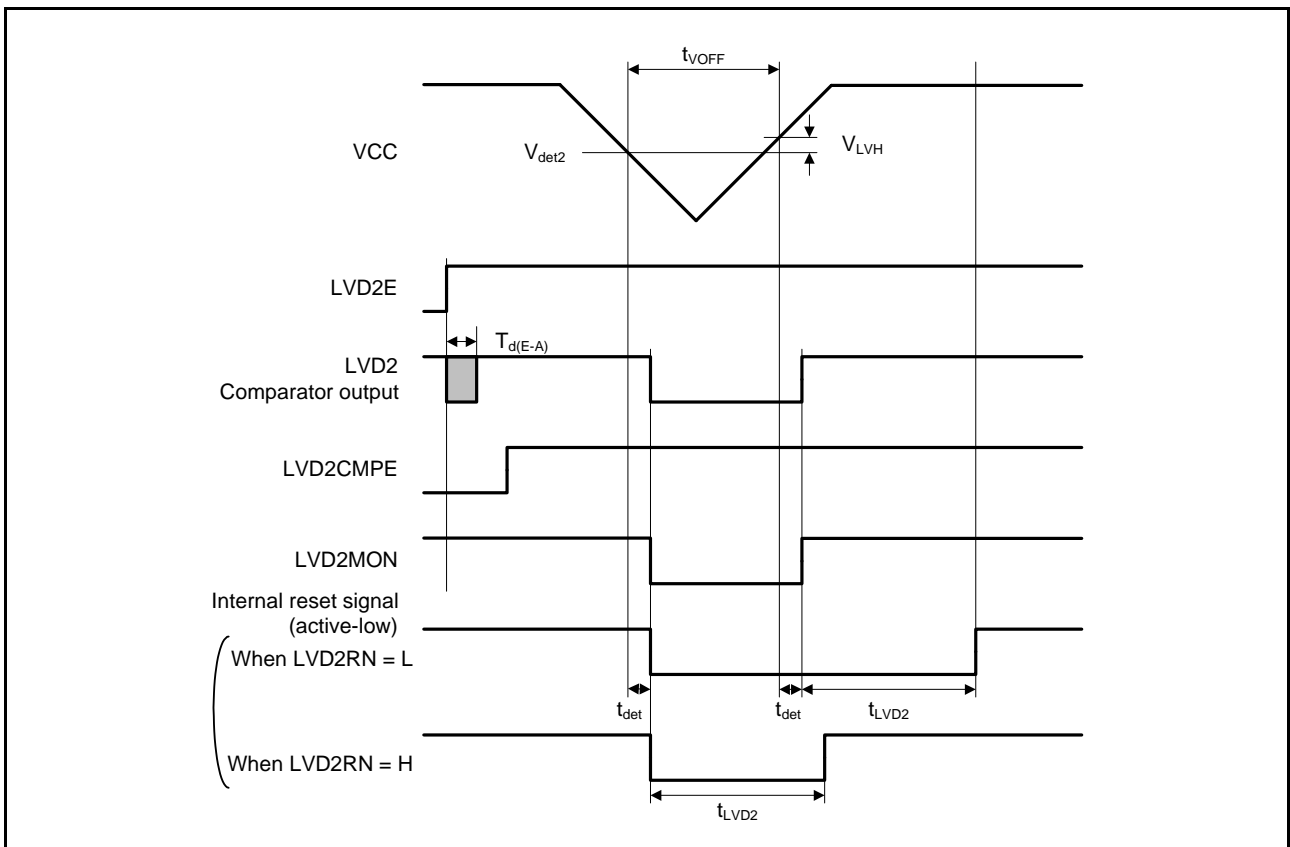 tVOFF
VCC
Vdet2
VLVH
LVD2E
Td(E-A)
LVD2
Comparator output
LVD2CMPE
LVD2MON
Internal reset signal
(active-low)
When LVD2RN = L
tdet
tdet
tLVD2
When LVD2RN = H
tLVD2